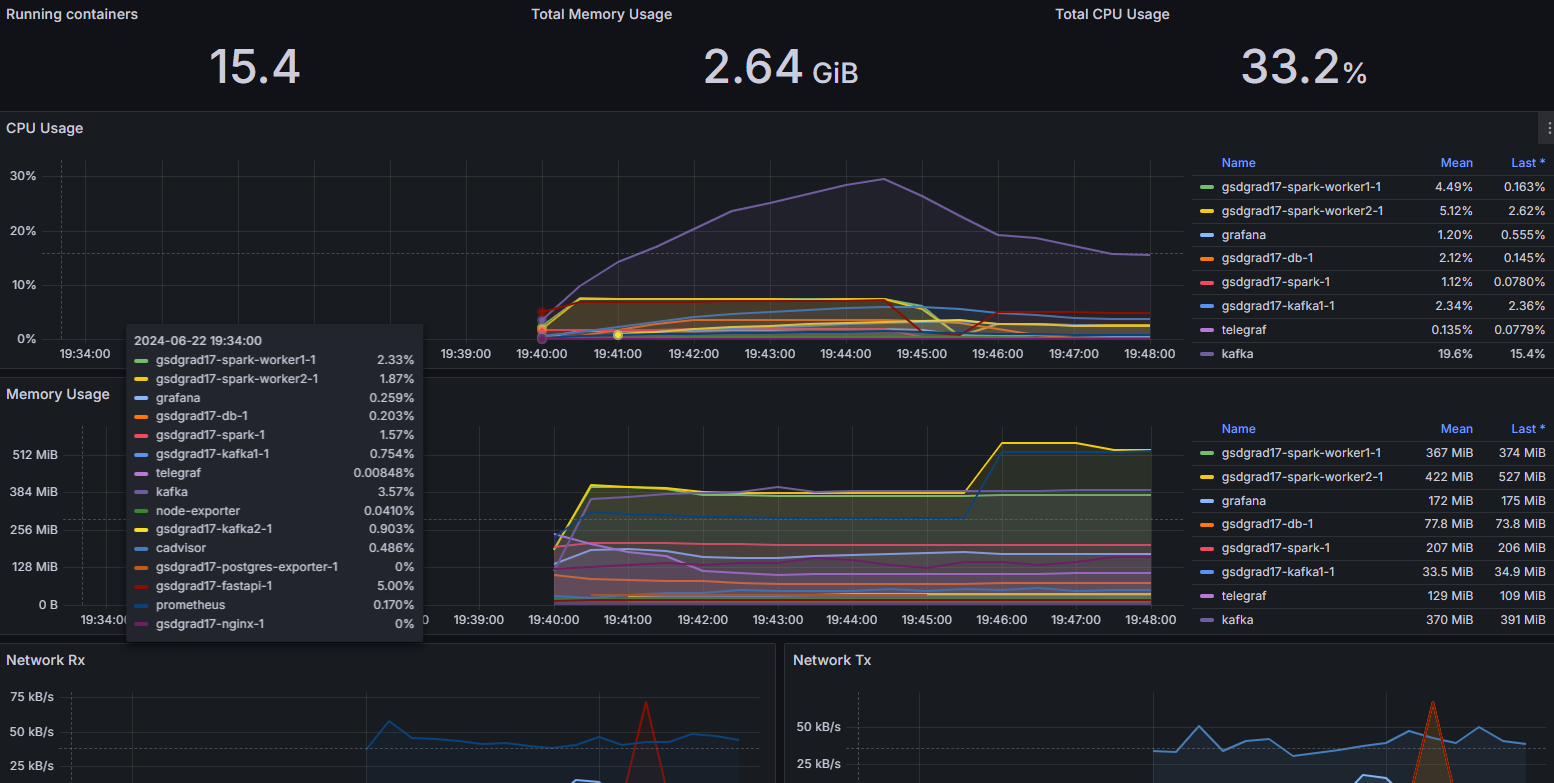 Running containers
Total Memory Usage
Total CPU Usage
15.4
2.64 GiB
33.2%
CPU Usage
30%
20%
10%
0%
19:34:00
19:39:00
19:40:00
19:41:00
19:42:00
19:43:00
19:44:00
19:45:00
19:46:00
19:47:00
19:48:00
Name Mean Last *
gsdgrad17-spark-worker1-1 4.49% 0.163%
gsdgrad17-spark-worker2-1 5.12% 2.62%
grafana 1.20% 0.555%
gsdgrad17-db-1 2.12% 0.145%
gsdgrad17-spark-1 1.12% 0.0780%
gsdgrad17-kafka1-1 2.34% 2.36%
telegraf 0.135% 0.0779%
kafka 19.6% 15.4%
2024-06-22 19:34:00
gsdgrad17-spark-worker1-1 2.33%
gsdgrad17-spark-worker2-1 1.87%
grafana 0.259%
gsdgrad17-db-1 0.203%
gsdgrad17-spark-1 1.57%
gsdgrad17-kafka1-1 0.754%
telegraf 0.00848%
kafka 3.57%
node-exporter 0.0410%
gsdgrad17-kafka2-1 0.903%
cadvisor 0.486%
gsdgrad17-postgres-exporter-1 0%
gsdgrad17-fastapi-1 5.00%
prometheus 0.170%
gsdgrad17-nginx-1 0%
Memory Usage
512 MiB
384 MiB
256 MiB
128 MiB
0 B
19:34:00
0
19:39:00
19:40:00
19:41:00
19:42:00
19:43:00
19:44:00
19:45:00
19:46:00
19:47:00
19:48:00
Name Mean Last *
gsdgrad17-spark-worker1-1 367 MiB 374 MiB
gsdgrad17-spark-worker2-1 422 MiB 527 MiB
grafana 172 MiB 175 MiB
gsdgrad17-db-1 77.8 MiB 73.8 MiB
gsdgrad17-spark-1 207 MiB 206 MiB
gsdgrad17-kafka1-1 33.5 MiB 34.9 MiB
telegraf 129 MiB 109 MiB
kafka 370 MiB 391 MiB
Network Rx
75 kB/s
50 kB/s
25 kB/s
Network Tx
50 kB/s
25 kB/s